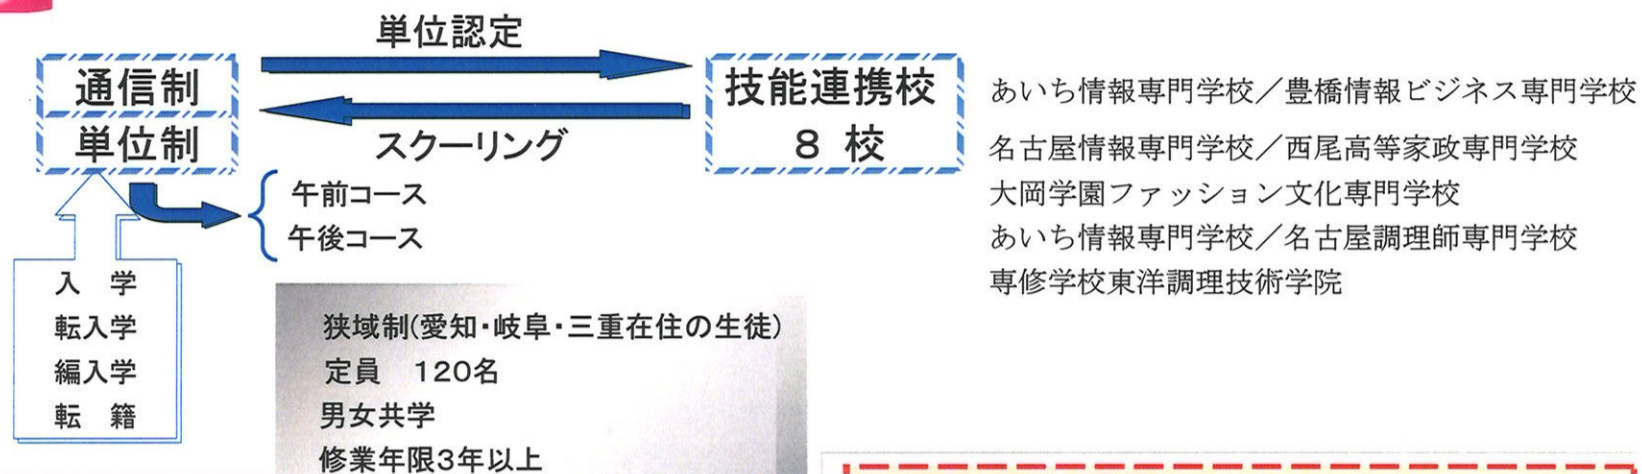 単位認定
通信制
単位制
スクーリング
技能連携校
8 校
あいち情報専門学校/豊橋情報ビジネス専門学校
名古屋情報専門学校/西尾高等家政専門学校
大岡学園ファッション文化専門学校
あいち情報専門学校/名古屋調理師専門学校
専修学校東洋調理技術学院
午前コース
午後コース
入 学
転入学
編入学
転 籍
狭域制(愛知・岐阜・三重在住の生徒)
定員 120名
男女共学
修業年限3年以上